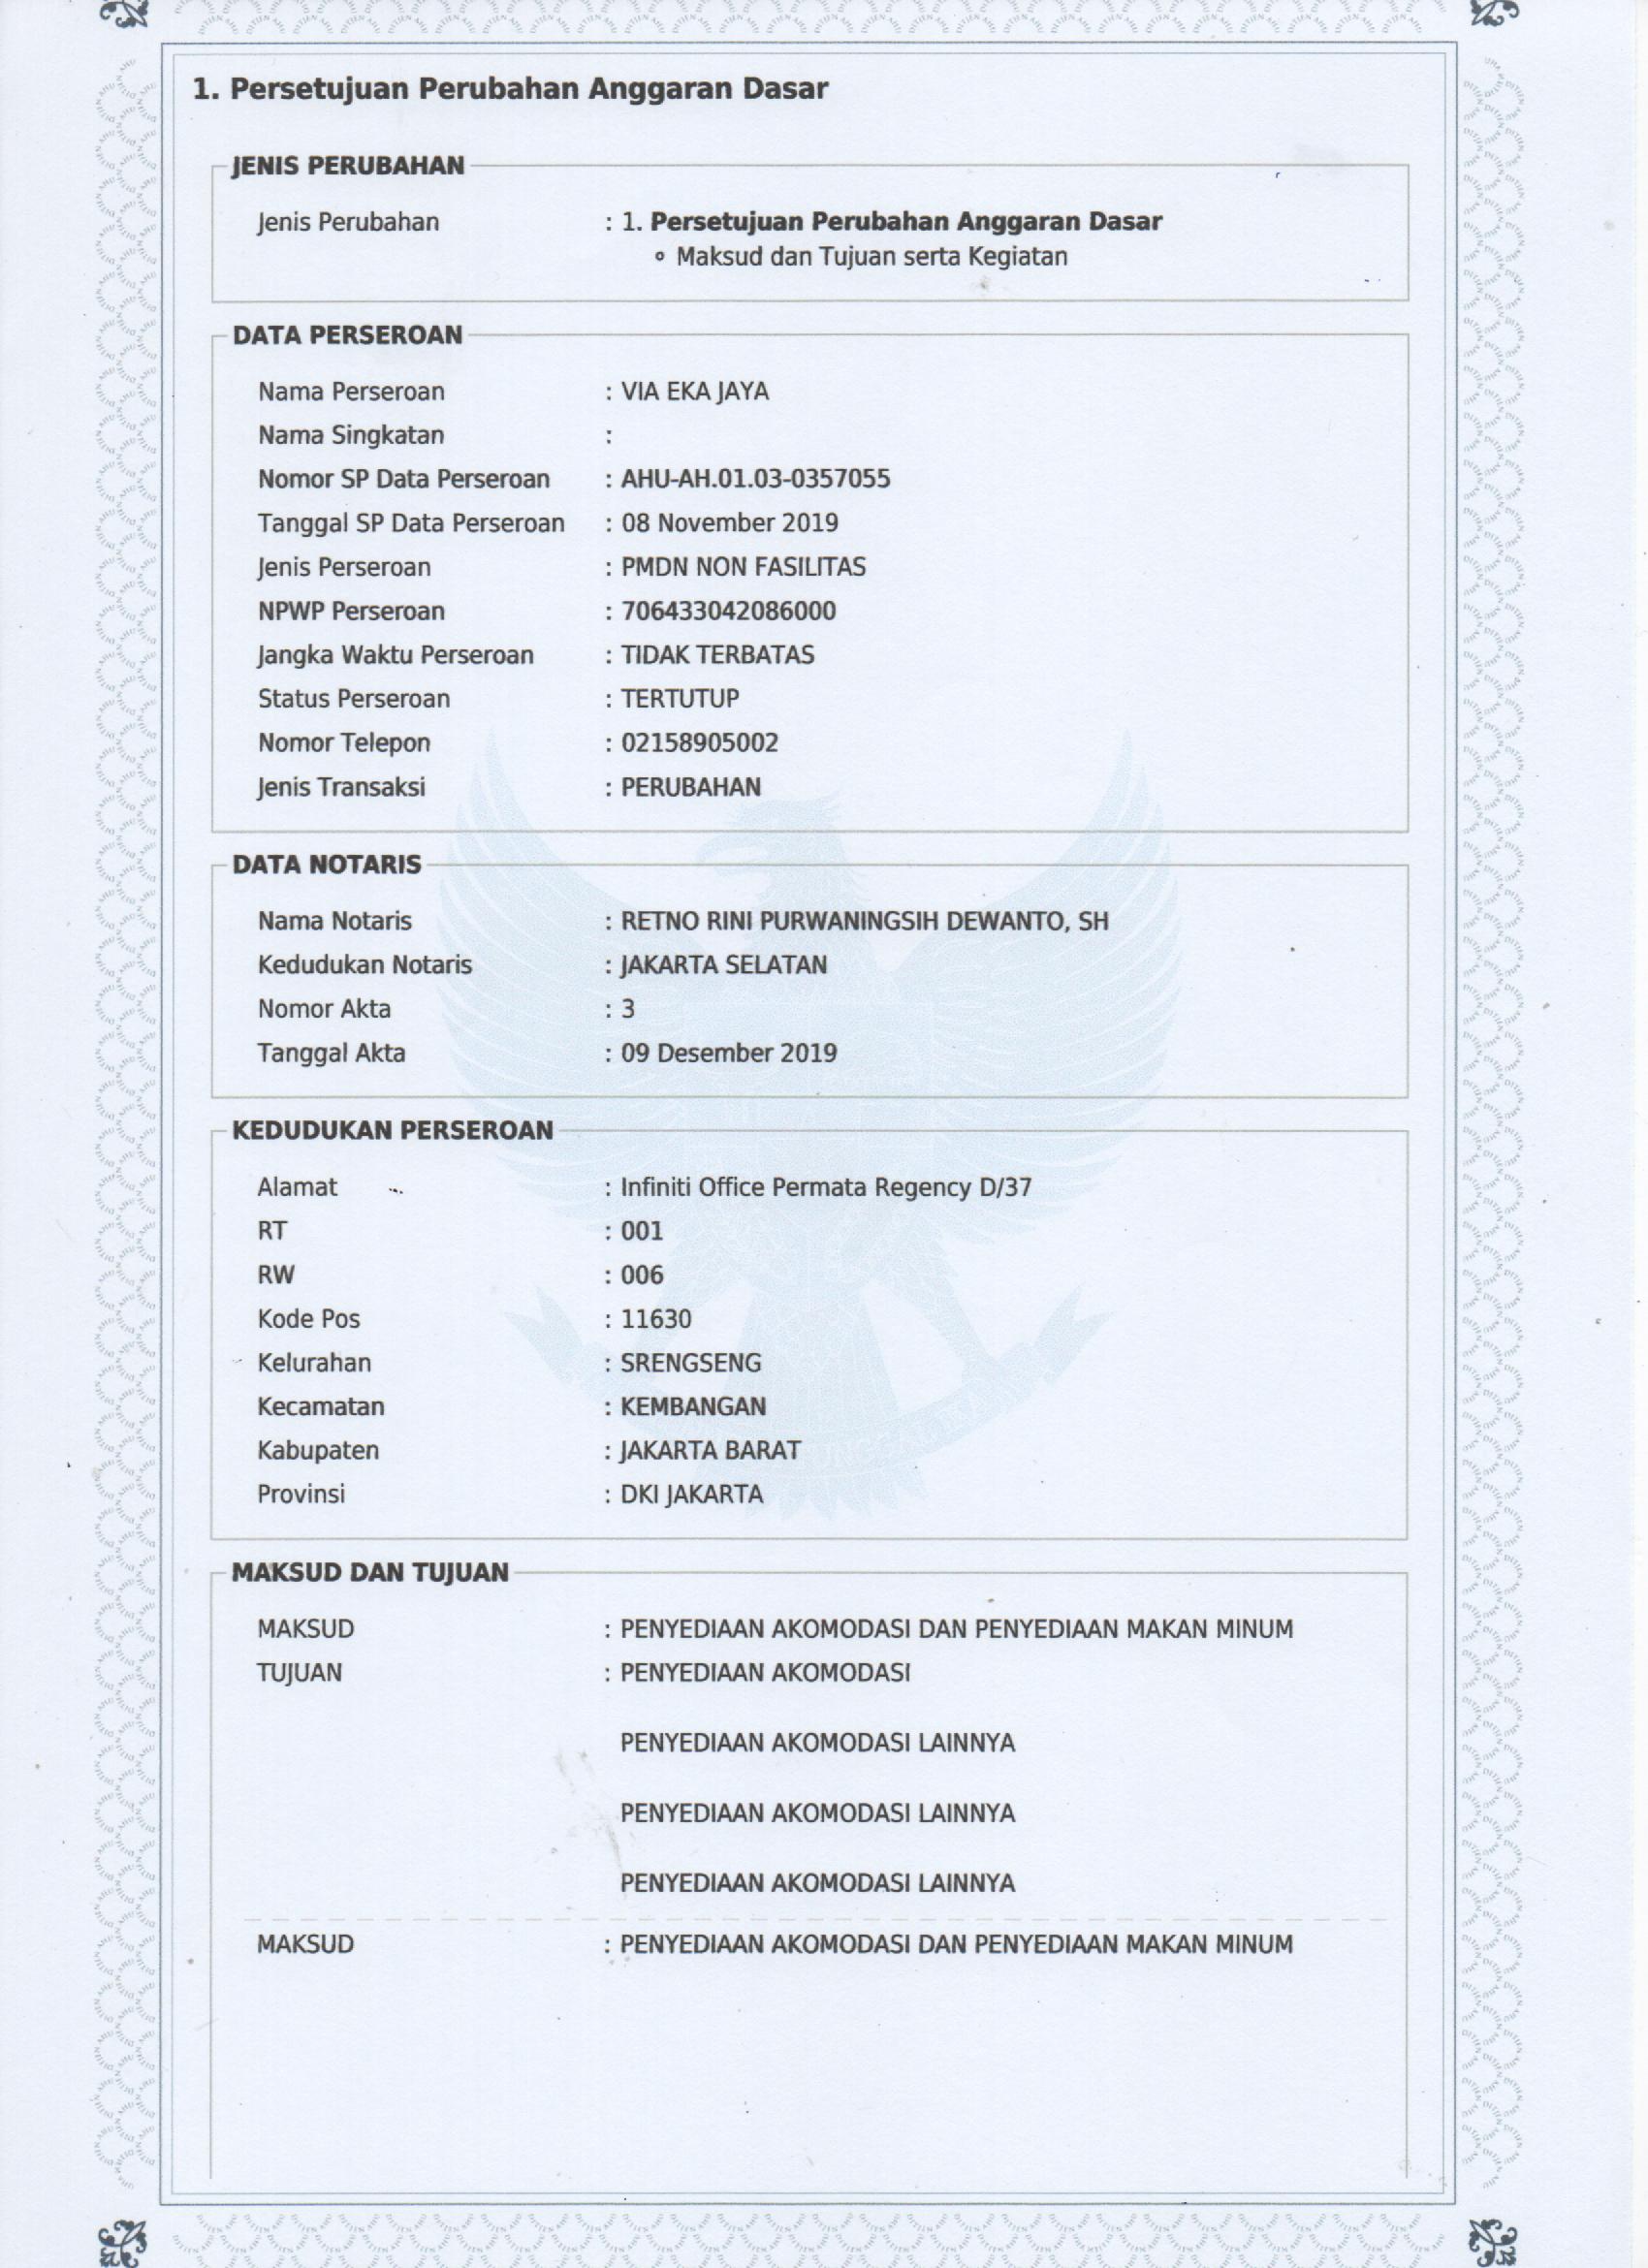 1. Persetujuan Perubahan Anggaran Dasar
JENIS PERUBAHAN
Jenis Perubahan : 1. Persetujuan Perubahan Anggaran Dasar
Maksud dan Tujuan serta Kegiatan
DATA PERSEROAN
Nama Perseroan : VIA EKA JAYA
Nama Singkatan :
Nomor SP Data Perseroan : AHU-AH.01.03-0357055
Tanggal SP Data Perseroan : 08 November 2019
Jenis Perseroan : PMDN NON FASILITAS
NPWP Perseroan : 706433042086000
Jangka Waktu Perseroan : TIDAK TERBATAS
Status Perseroan : TERTUTUP
Nomor Telepon : 02158905002
Jenis Transaksi : PERUBAHAN
DATA NOTARIS
Nama Notaris : RETNO RINI PURWANINGSIH DEWANTO, SH
Kedudukan Notaris : JAKARTA SELATAN
Nomor Akta : 3
Tanggal Akta : 09 Desember 2019
KEDUDUKAN PERSEROAN
Alamat : Infiniti Office Permata Regency D/37
RT : 001
RW : 006
Kode Pos : 11630
Kelurahan : SRENGSENG
Kecamatan : KEMBANGAN
Kabupaten : JAKARTA BARAT
Provinsi : DKI JAKARTA
MAKSUD DAN TUJUAN
MAKSUD : PENYEDIAAN AKOMODASI DAN PENYEDIAAN MAKAN MINUM
TUJUAN : PENYEDIAAN AKOMODASI
PENYEDIAAN AKOMODASI LAINNYA
PENYEDIAAN AKOMODASI LAINNYA
PENYEDIAAN AKOMODASI LAINNYA
MAKSUD : PENYEDIAAN AKOMODASI DAN PENYEDIAAN MAKAN MINUM